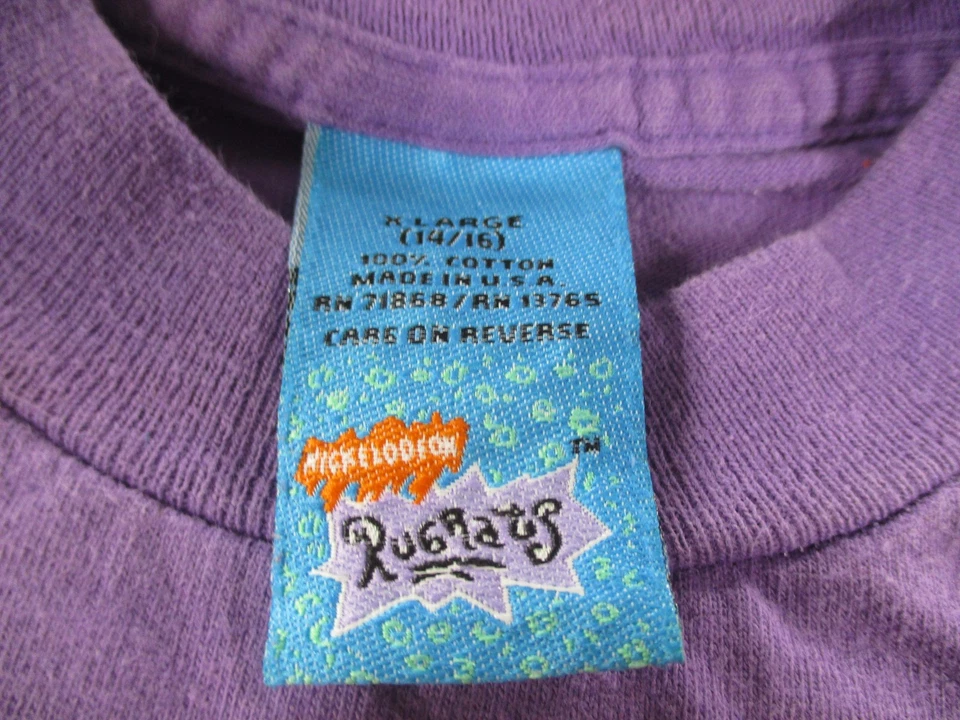 X LARGE
(14/16)
100% COTTON
MADE IN U.S.A.
RN 71868/RN 13765
CARE ON REVERSE
NICKELODEON
TM
RUGRATS